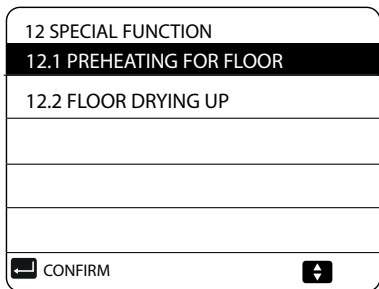 12 SPECIAL FUNCTION
12.1 PREHEATING FOR FLOOR
12.2 FLOOR DRYING UP
CONFIRM